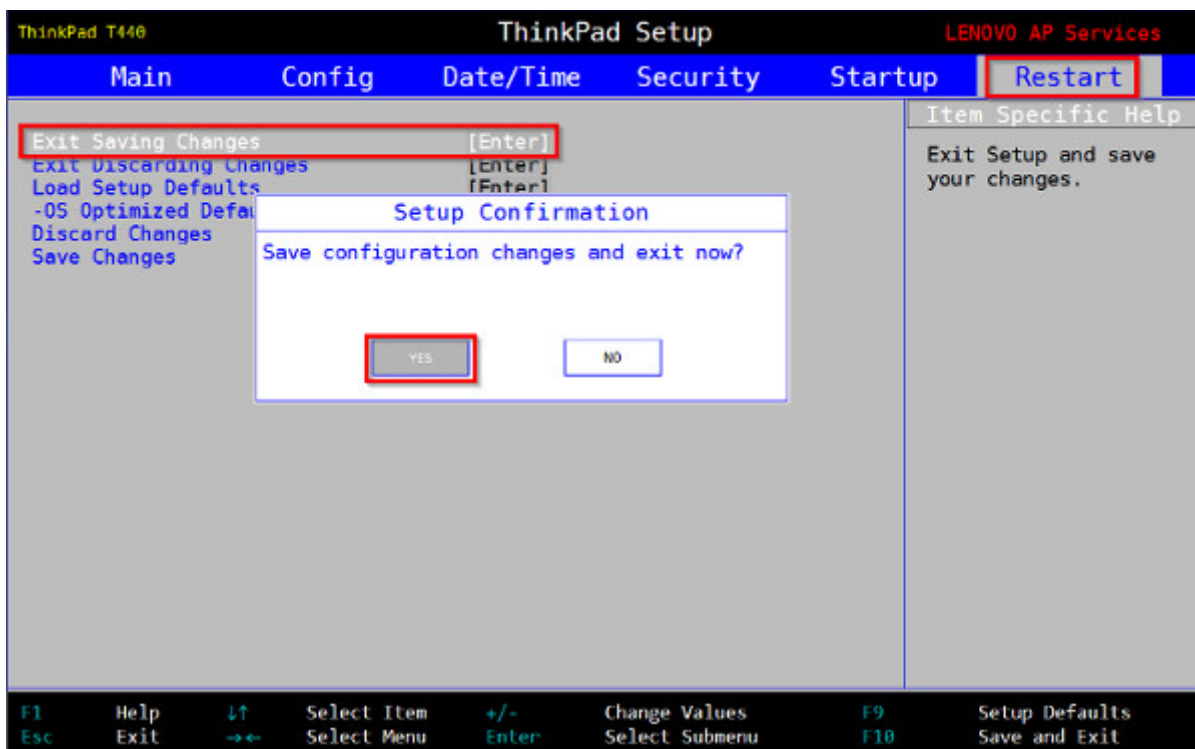 ThinkPad T440 ThinkPad Setup LENOVO AP Services
Main Config Date/Time Security Startup Restart
Item Specific Help
Exit Setup and save
your changes.
Exit Saving Changes [Enter]
Exit Discarding Changes [Enter]
Load Setup Defaults [Enter]
-OS Optimized Defau
Discard Changes
Save Changes
Setup Confirmation
Save configuration changes and exit now?
YES NO
F1 Help ↓↑ Select Item +/- Change Values F9 Setup Defaults
Esc Exit →← Select Menu Enter Select Submenu F10 Save and Exit